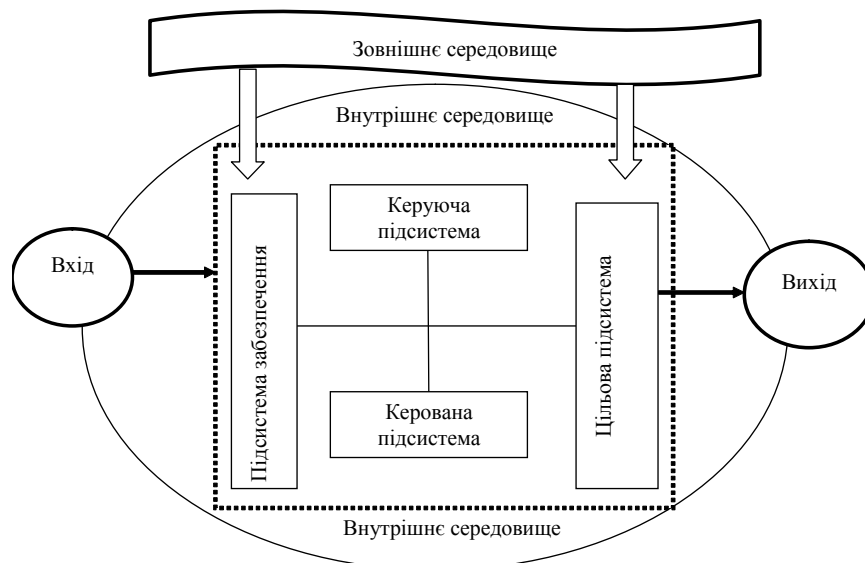 Зовнішнє середовище
Внутрішнє середовище
Керуюча
підсистема
Вхід
Підсистема забезпечення
Цільова підсистема
Вихід
Керована
підсистема
Внутрішнє середовище